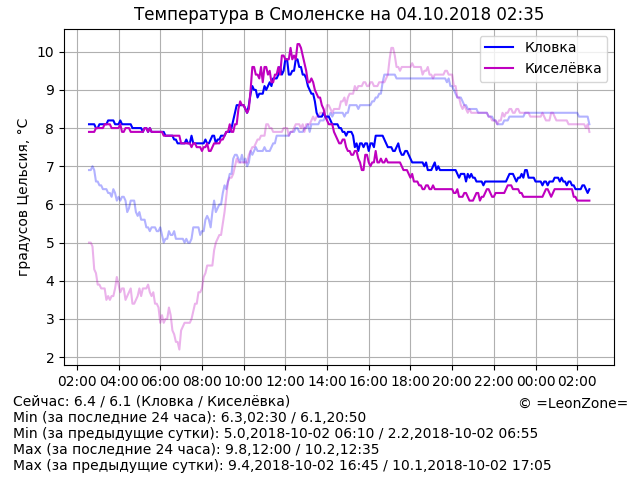 Температура в Смоленске на 04.10.2018 02:35
Кловка
Киселёвка
градусов Цельсия, °C
10
9
8
7
6
5
4
3
2
02:00 04:00 06:00 08:00 10:00 12:00 14:00 16:00 18:00 20:00 22:00 00:00 02:00
Сейчас: 6.4 / 6.1 (Кловка / Киселёвка)
© =LeonZone=
Min (за последние 24 часа): 6.3,02:30 / 6.1,20:50
Min (за предыдущие сутки): 5.0,2018-10-02 06:10 / 2.2,2018-10-02 06:55
Max (за последние 24 часа): 9.8,12:00 / 10.2,12:35
Max (за предыдущие сутки): 9.4,2018-10-02 16:45 / 10.1,2018-10-02 17:05